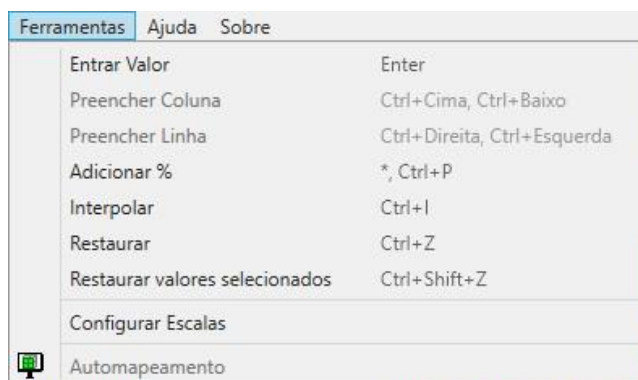 Ferramentas Ajuda Sobre
Entrar Valor Enter
Preencher Coluna Ctrl+Cima, Ctrl+Baixo
Preencher Linha Ctrl+Direita, Ctrl+Esquerda
Adicionar % *, Ctrl+P
Interpolar Ctrl+I
Restaurar Ctrl+Z
Restaurar valores selecionados Ctrl+Shift+Z
Configurar Escalas
Automapeamento